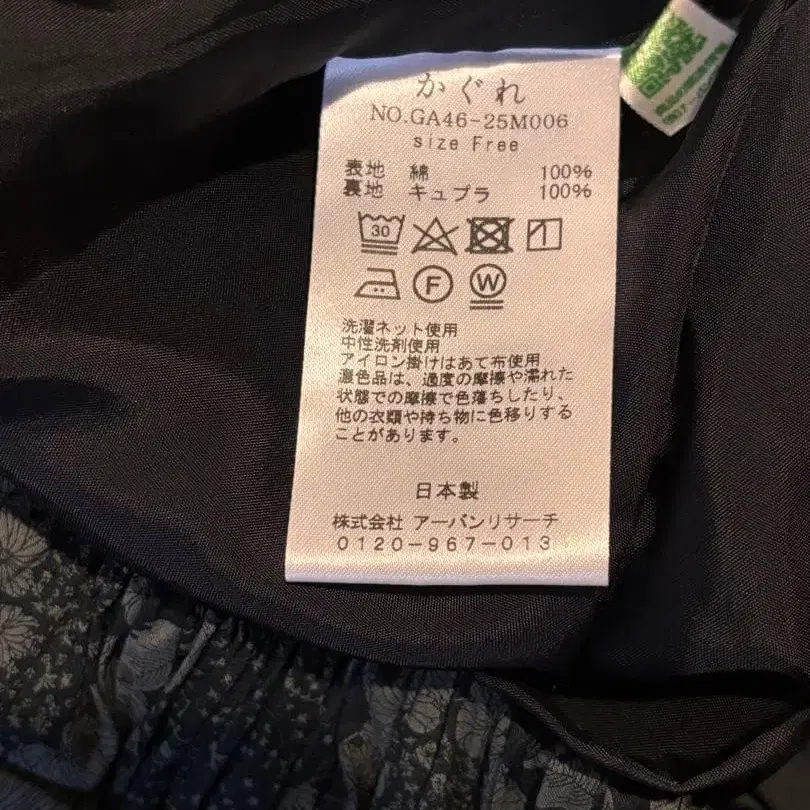 かぐれ
NO.GA46-25M006
size Free
表地 綿 100%
裏地 キュプラ 100%
30
F W
洗濯ネット使用
中性洗剤使用
アイロン掛けはあて布使用
濃色品は、過度の摩擦や濡れた
状態での摩擦で色落ちしたり、
他の衣類や持ち物に色移りする
ことがあります。
日本製
株式会社 アーバンリサーチ
0120-967-013